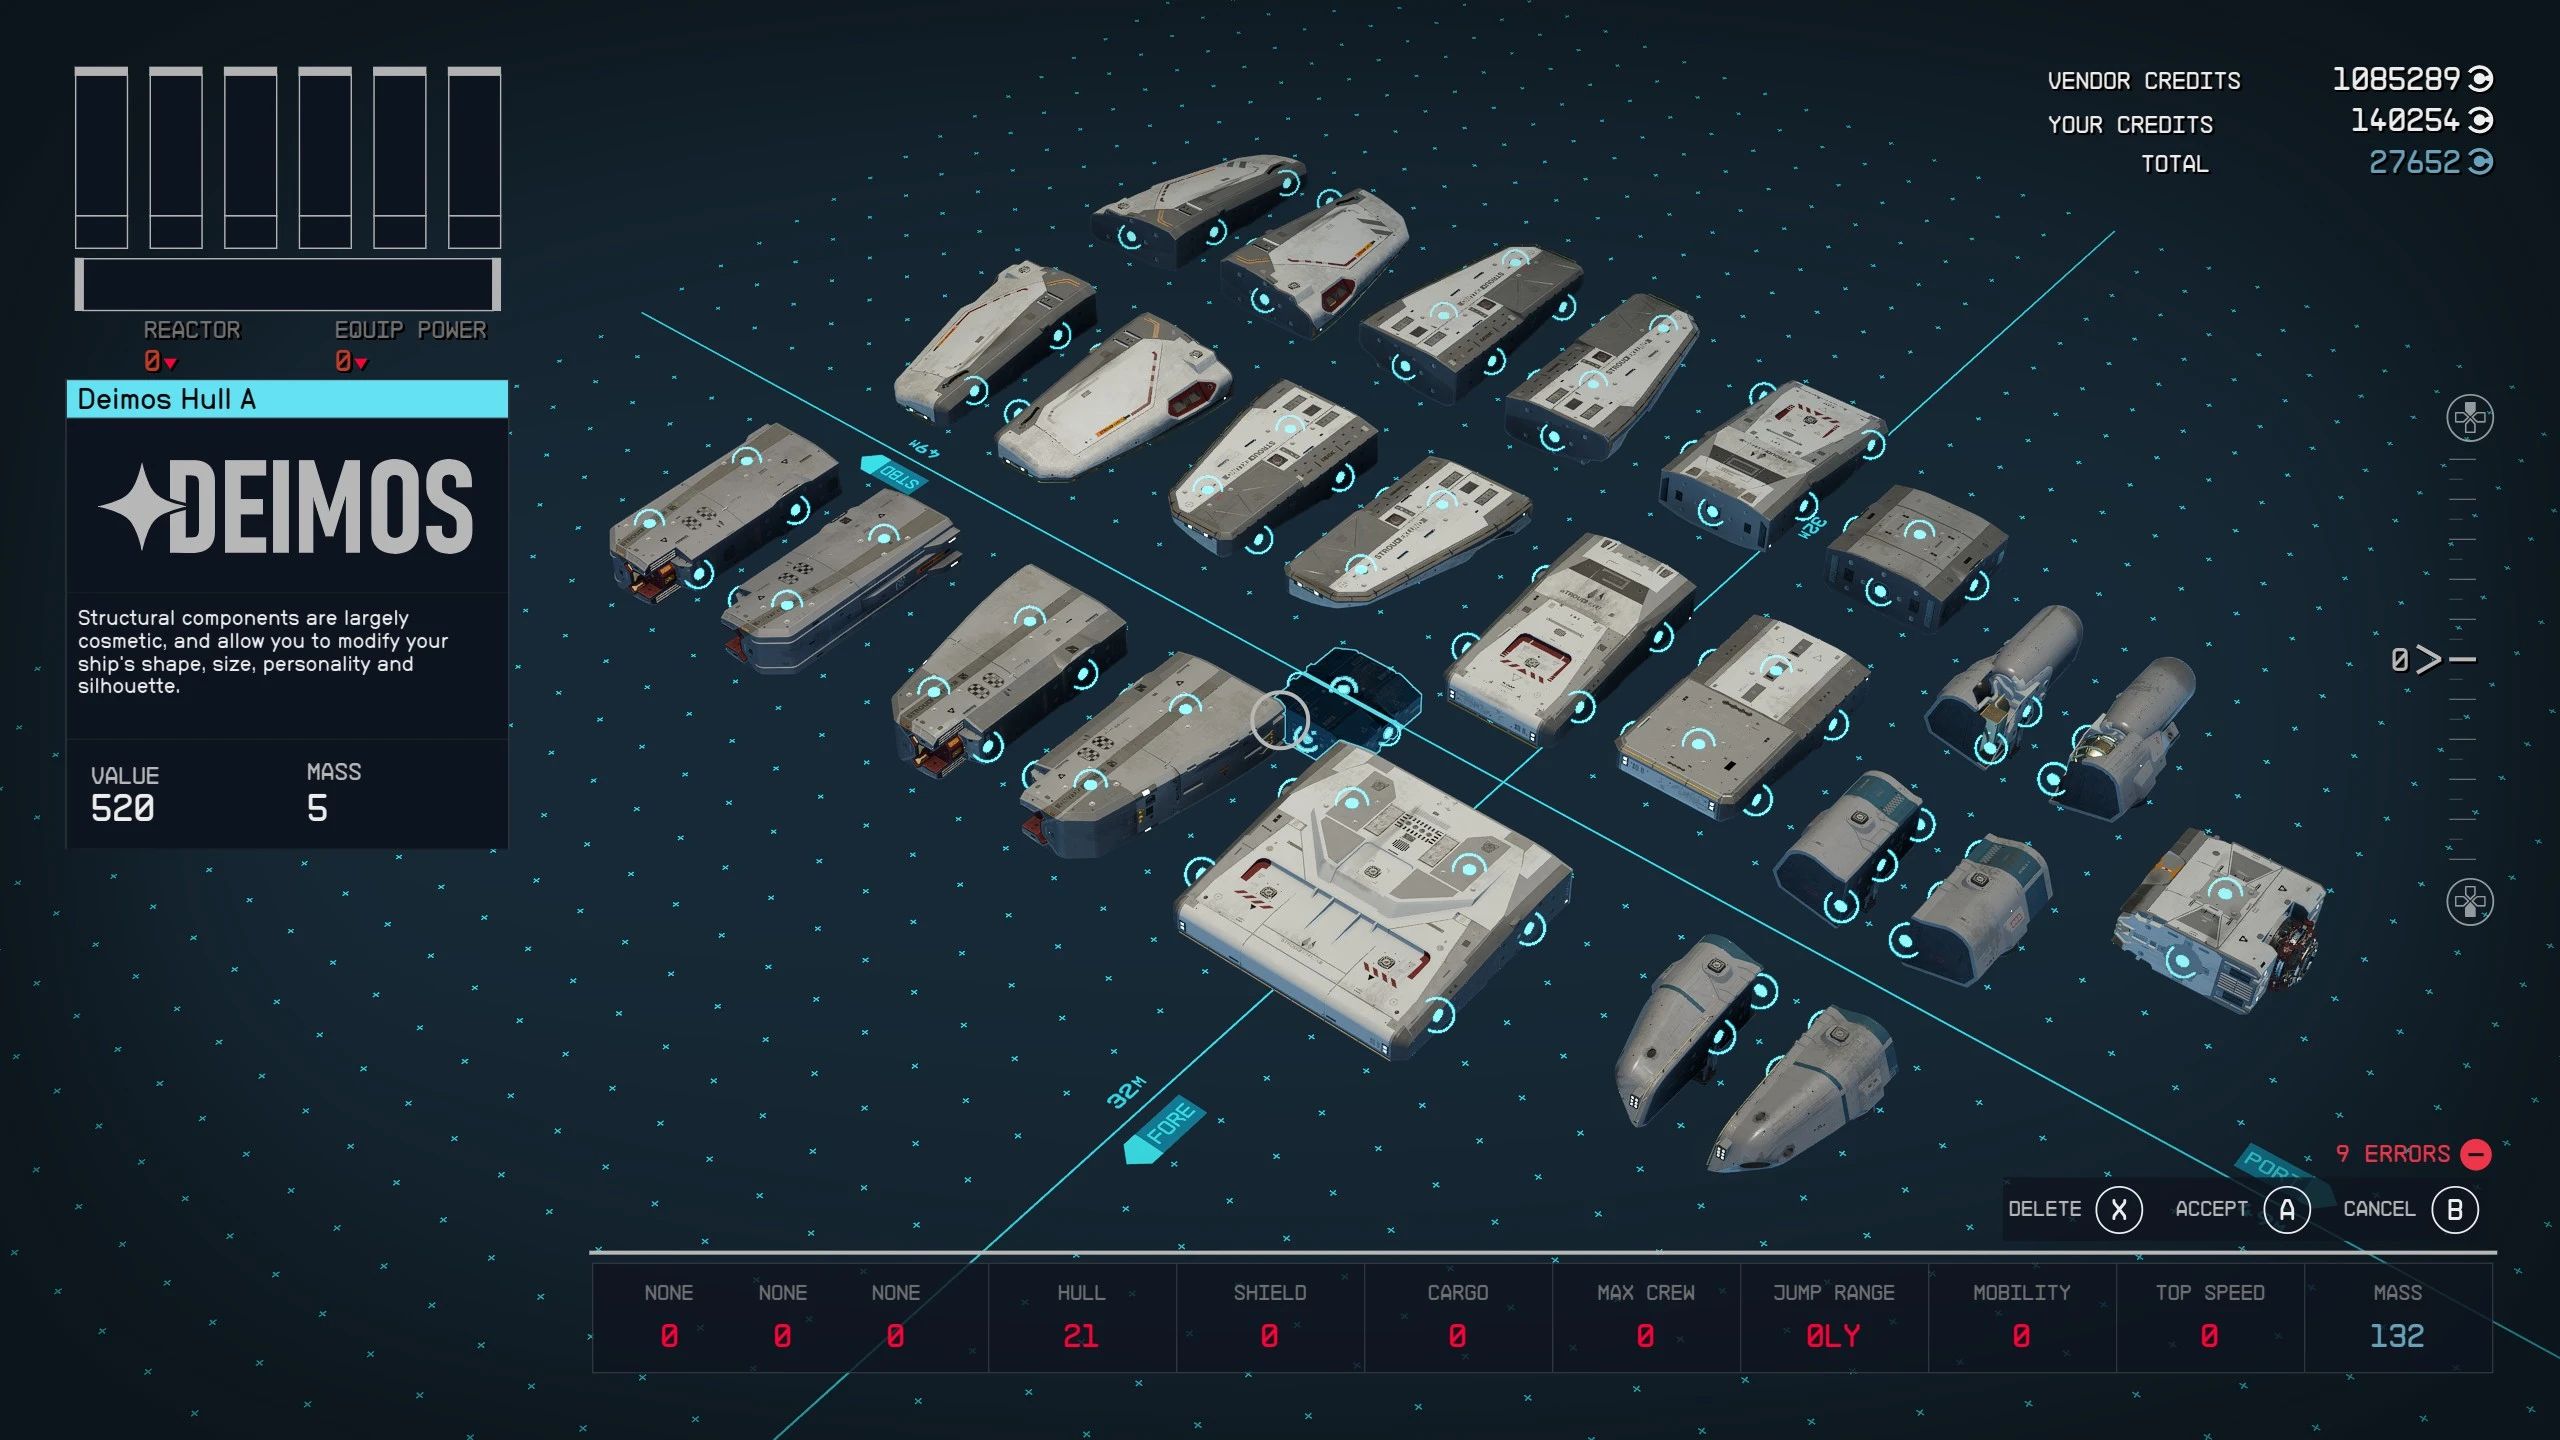 VENDOR CREDITS 1085289
YOUR CREDITS 140254
TOTAL 27652
REACTOR
0
EQUIP POWER
0
Deimos Hull A
DEIMOS
Structural components are largely
cosmetic, and allow you to modify your
ship's shape, size, personality and
silhouette.
VALUE
520
MASS
5
49M
STBD
32M
0
32M
FORE
PORT
9 ERRORS
DELETE X ACCEPT A CANCEL B
NONE NONE NONE HULL SHIELD CARGO MAX CREW JUMP RANGE MOBILITY TOP SPEED MASS
0 0 0 21 0 0 0 0LY 0 0 132